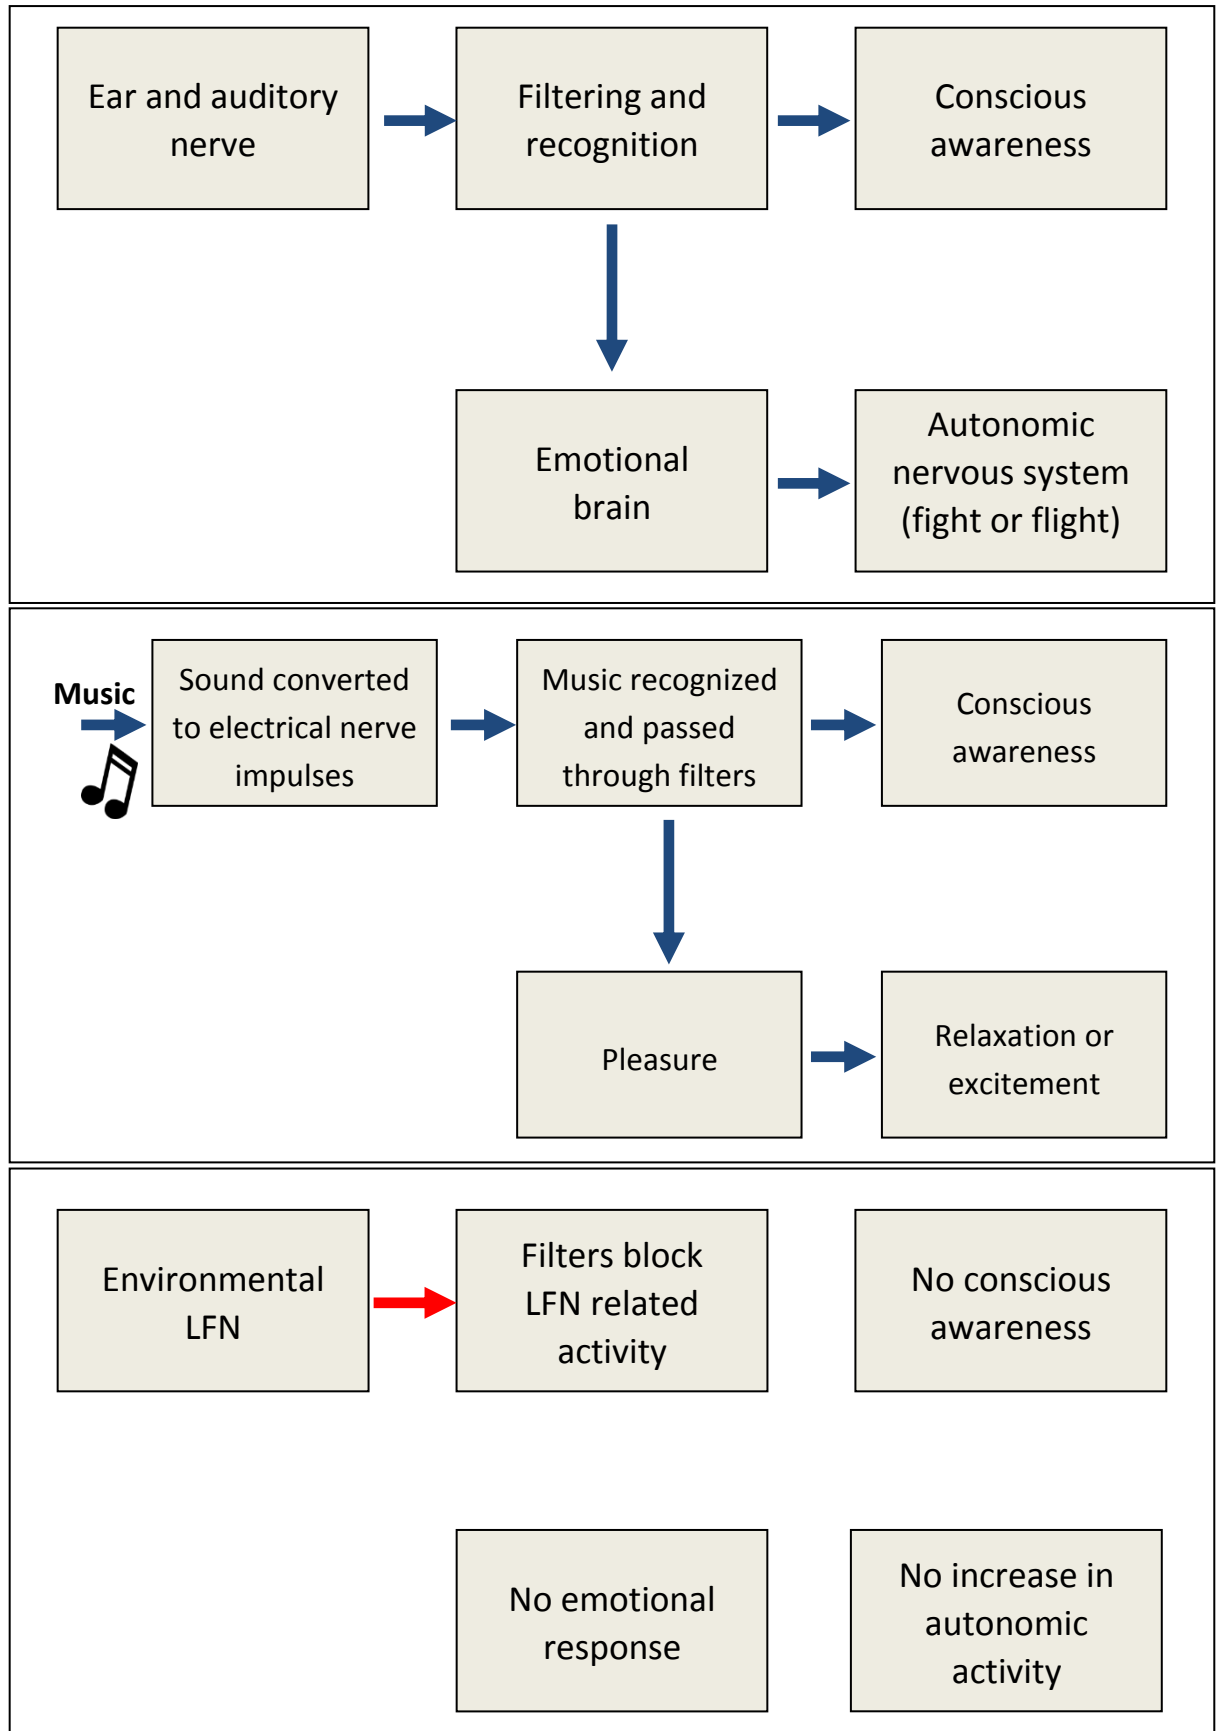 Ear and auditory
nerve
Filtering and
recognition
Conscious
awareness
Emotional
brain
Autonomic
nervous system
(fight or flight)
Music
Sound converted
to electrical nerve
impulses
Music recognized
and passed
through filters
Conscious
awareness
Pleasure
Relaxation or
excitement
Environmental
LFN
Filters block
LFN related
activity
No conscious
awareness
No emotional
response
No increase in
autonomic
activity